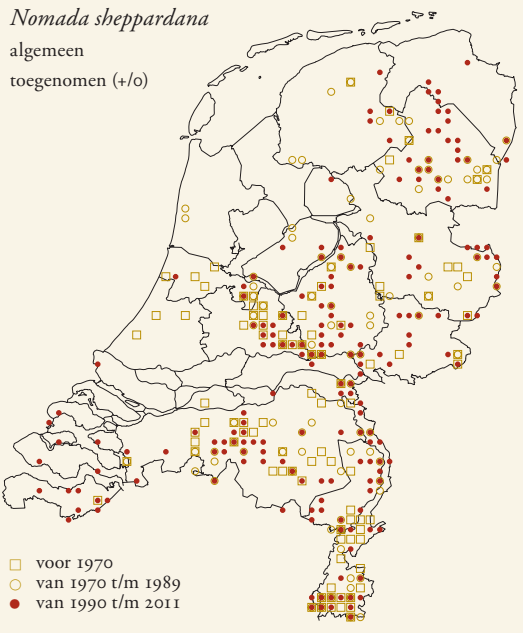 Nomada sheppardana
algemeen
toegenomen (+/0)
voor 1970
van 1970 t/m 1989
van 1990 t/m 2011